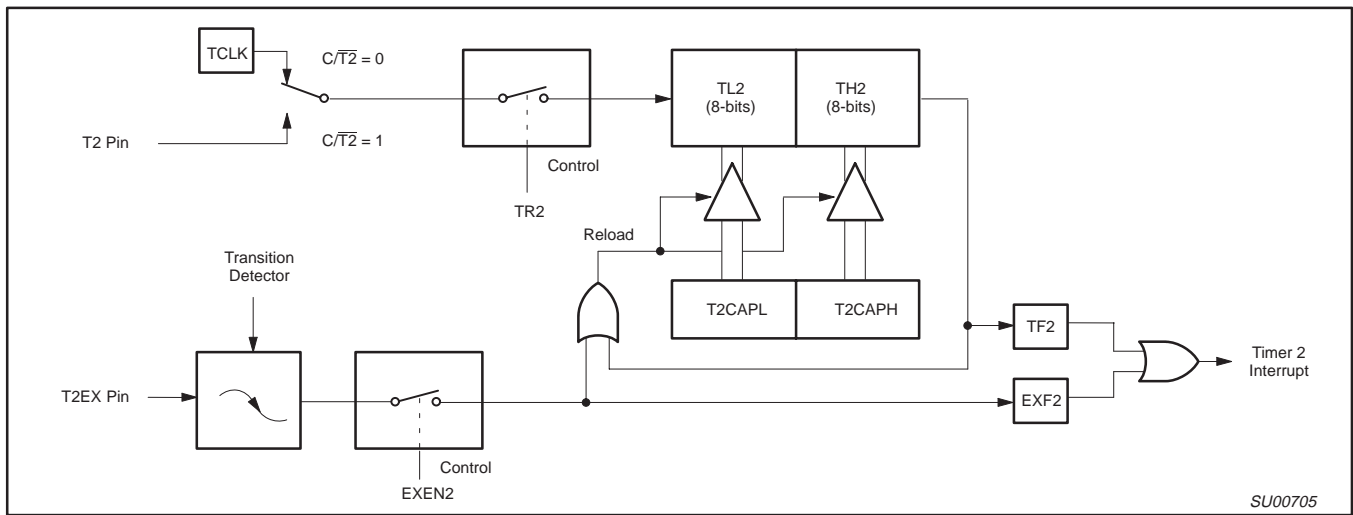 TCLK
C/T2 = 0
TL2
(8-bits)
TH2
(8-bits)
T2 Pin
C/T2 = 1
Control
TR2
Reload
Transition
Detector
T2CAPL
T2CAPH
TF2
Timer 2
Interrupt
T2EX Pin
EXF2
Control
EXEN2
SU00705